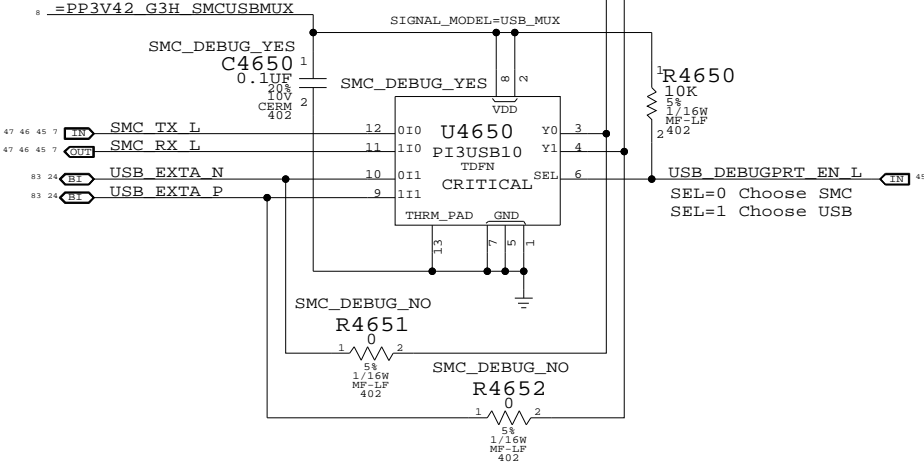 8 =PP3V42_G3H_SMCUSBMUX
SIGNAL_MODEL=USB_MUX
SMC_DEBUG_YES
C4650 1
0.1UF
20%
10V
CERM 2
402
SMC_DEBUG_YES
8 2
VDD
1 R4650
10K
5%
1/16W
MF-LF
2 402
47 46 45 7 IN SMC_TX_L 12 0I0
47 46 45 7 OUT SMC_RX_L 11 1I0
83 24 BI USB_EXTA_N 10 0I1
83 24 BI USB_EXTA_P 9 1I1
U4650
PI3USB10
TDFN
CRITICAL
Y0 3
Y1 4
SEL 6
USB_DEBUGPRT_EN_L IN 45
SEL=0 Choose SMC
SEL=1 Choose USB
THRM_PAD GND
13 7 5 1
SMC_DEBUG_NO
R4651
0
1 2
5%
1/16W
MF-LF
402
SMC_DEBUG_NO
R4652
0
1 2
5%
1/16W
MF-LF
402